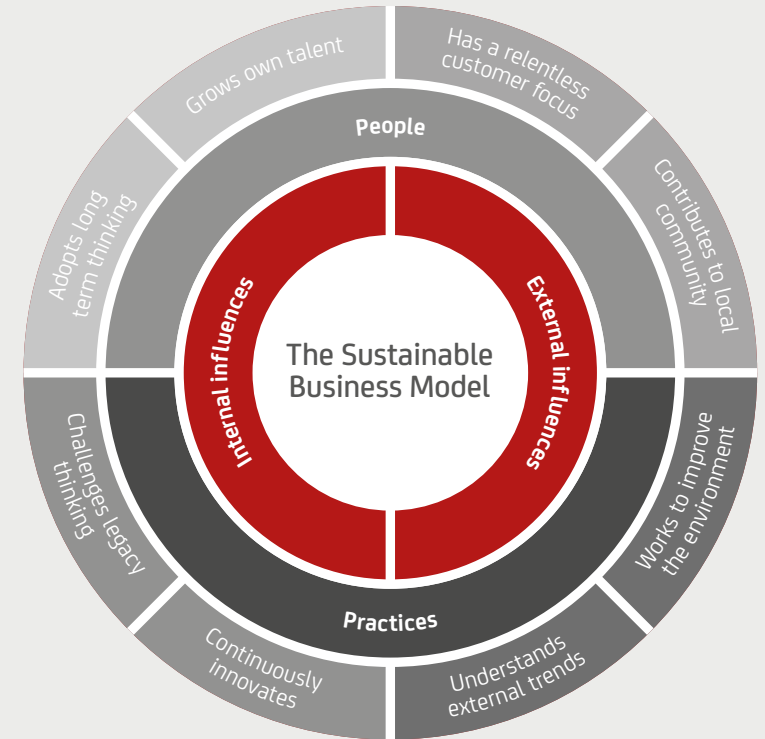 Grows own talent
Has a relentless
customer focus
People
Adopts long
term thinking
Contributes to local
community
Internal influences
External influences
The Sustainable
Business Model
Challenges legacy
thinking
Works to improve
the environment
Practices
Continuously
innovates
Understands
external trends